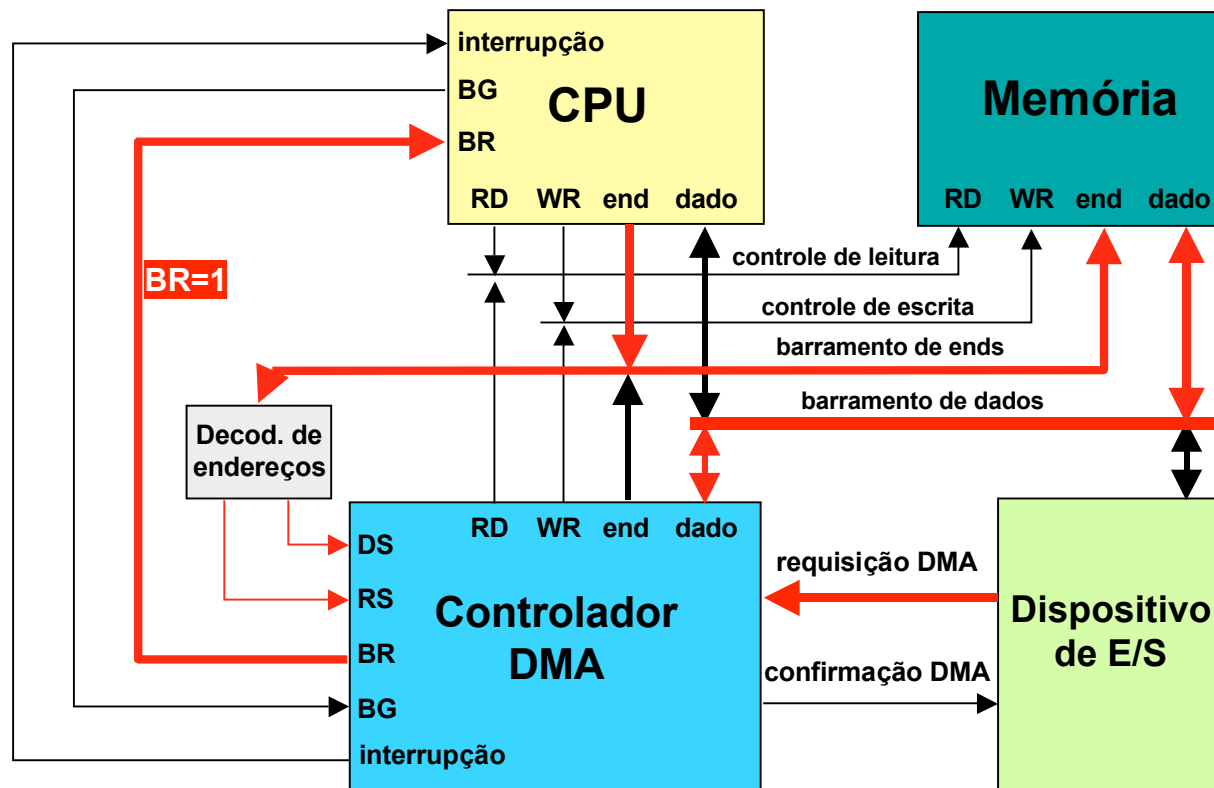 interrupção
BG
CPU
BR
RD WR end dado
Memória
RD WR end dado
controle de leitura
BR=1
controle de escrita
barramento de ends
barramento de dados
Decod. de
endereços
RD WR end dado
DS
RS
Controlador
DMA
BR
BG
interrupção
requisição DMA
confirmação DMA
Dispositivo
de E/S